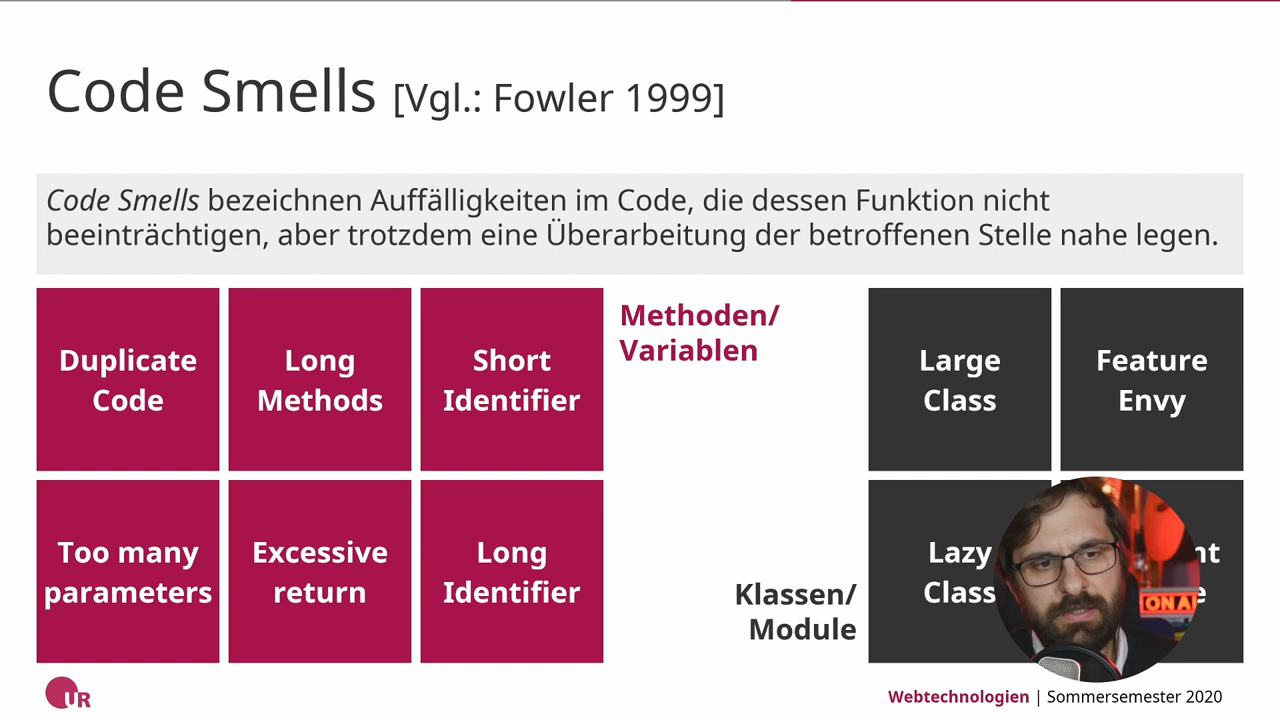 Code Smells [Vgl.: Fowler 1999]
Code Smells bezeichnen Auffälligkeiten im Code, die dessen Funktion nicht
beeinträchtigen, aber trotzdem eine Überarbeitung der betroffenen Stelle nahe legen.
Duplicate
Code
Long
Methods
Short
Identifier
Methoden/
Variablen
Large
Class
Feature
Envy
Too many
parameters
Excessive
return
Long
Identifier
Klassen/
Module
Lazy
Class
UR
Webtechnologien | Sommersemester 2020